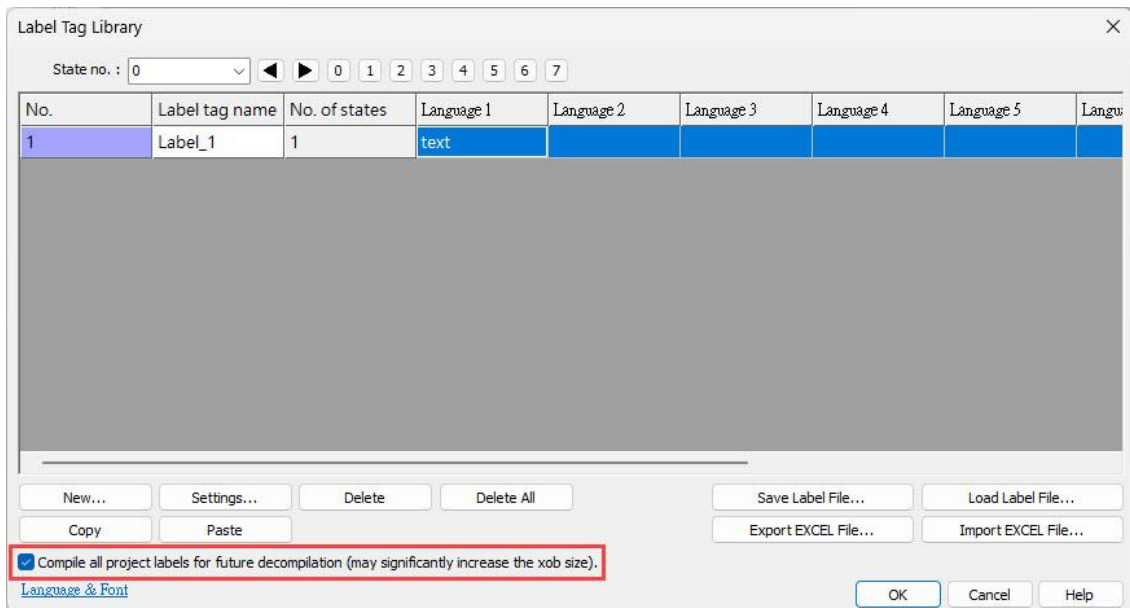 Label Tag Library
State no. : 0 0 1 2 3 4 5 6 7
No. Label tag name No. of states Language 1 Language 2 Language 3 Language 4 Language 5 Langu
1 Label_1 1 text
New... Settings... Delete Delete All Save Label File... Load Label File...
Copy Paste Export EXCEL File... Import EXCEL File...
Compile all project labels for future decompilation (may significantly increase the xob size).
Language & Font OK Cancel Help